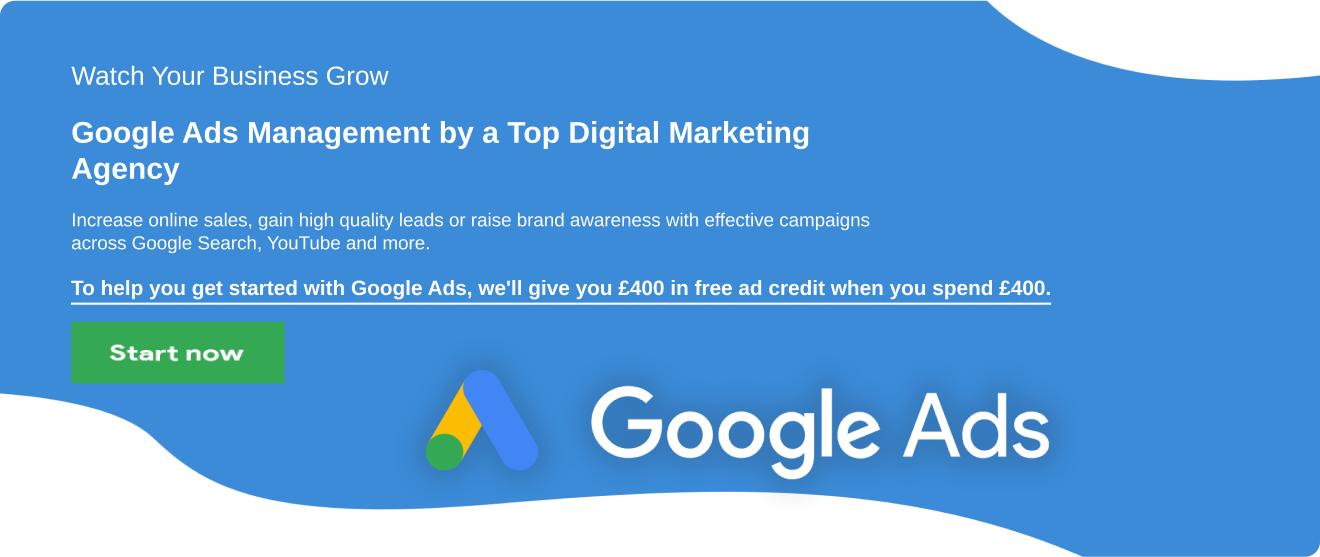 Watch Your Business Grow
Google Ads Management by a Top Digital Marketing
Agency
Increase online sales, gain high quality leads or raise brand awareness with effective campaigns
across Google Search, YouTube and more.
To help you get started with Google Ads, we'll give you £400 in free ad credit when you spend £400.
Start now
Google Ads